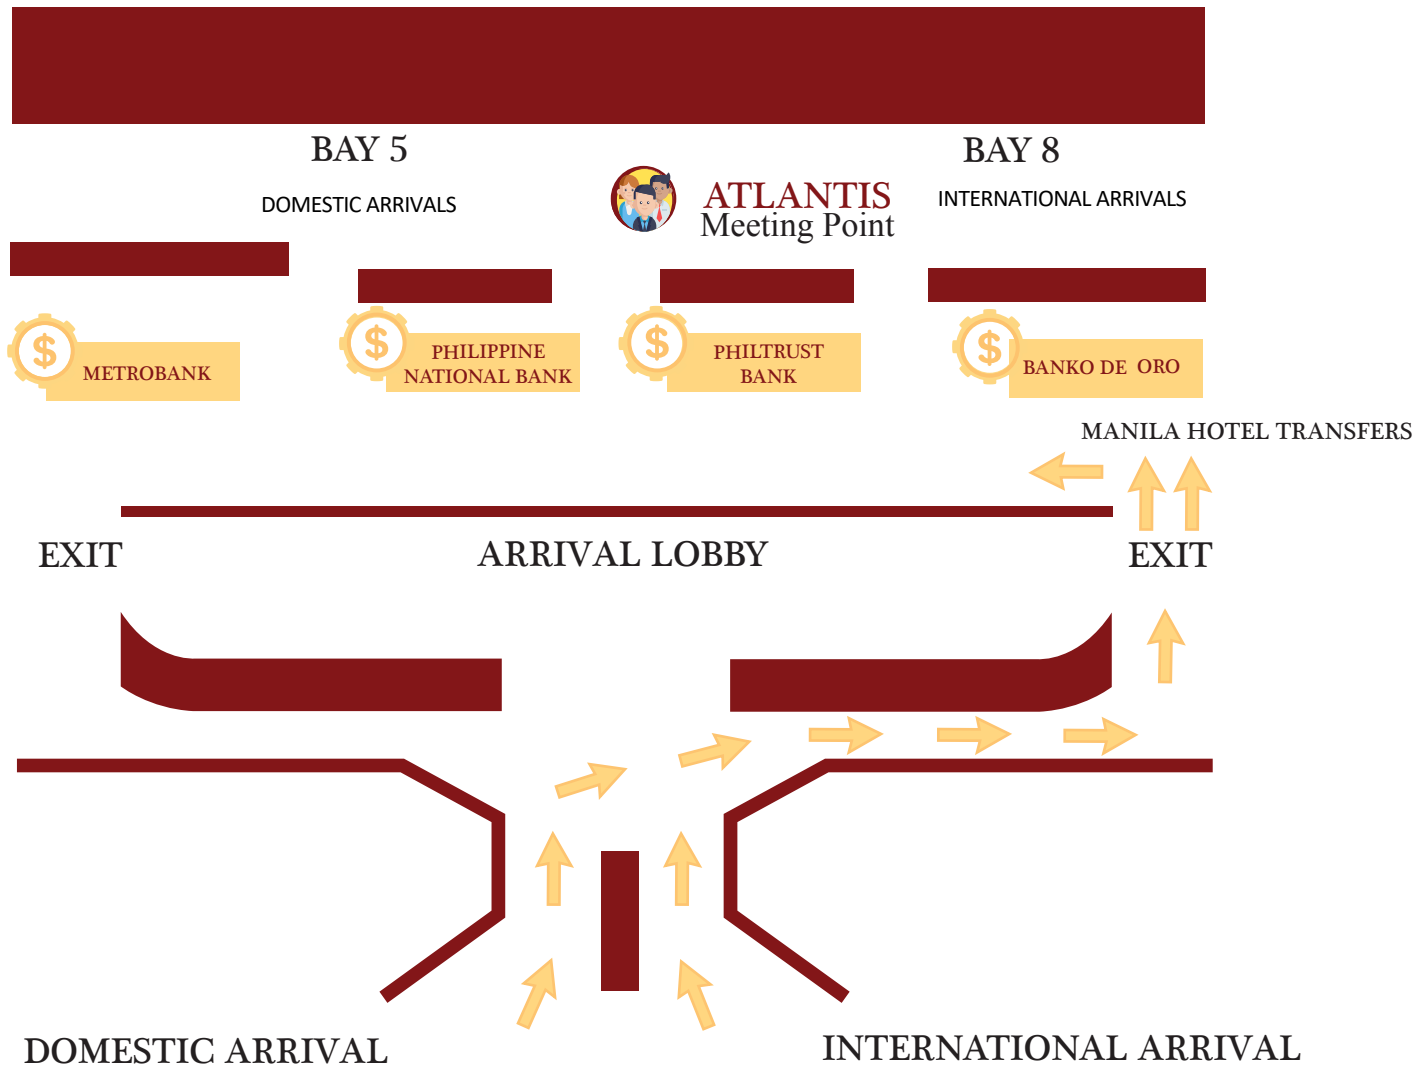 BAY 5
BAY 8
DOMESTIC ARRIVALS
ATLANTIS
Meeting Point
INTERNATIONAL ARRIVALS
$ METROBANK
$ PHILIPPINE
NATIONAL BANK
$ PHILTRUST
BANK
$ BANKO DE ORO
MANILA HOTEL TRANSFERS
EXIT
ARRIVAL LOBBY
EXIT
DOMESTIC ARRIVAL
INTERNATIONAL ARRIVAL